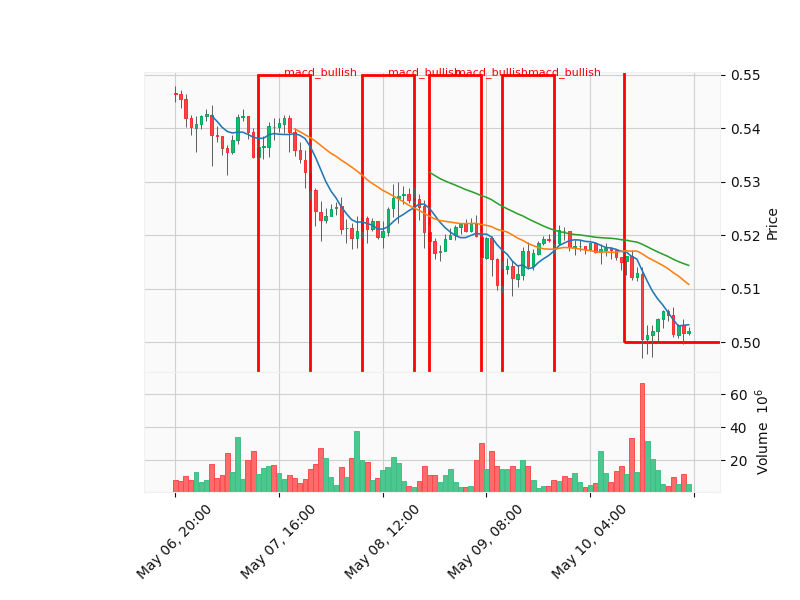 macd_bullish macd_bullish macd_bullish macd_bullish
0.55
0.54
0.53
0.52
0.51
0.50
Price
60
40
20
Volume 10^6
May 06, 20:00
May 07, 16:00
May 08, 12:00
May 09, 08:00
May 10, 04:00